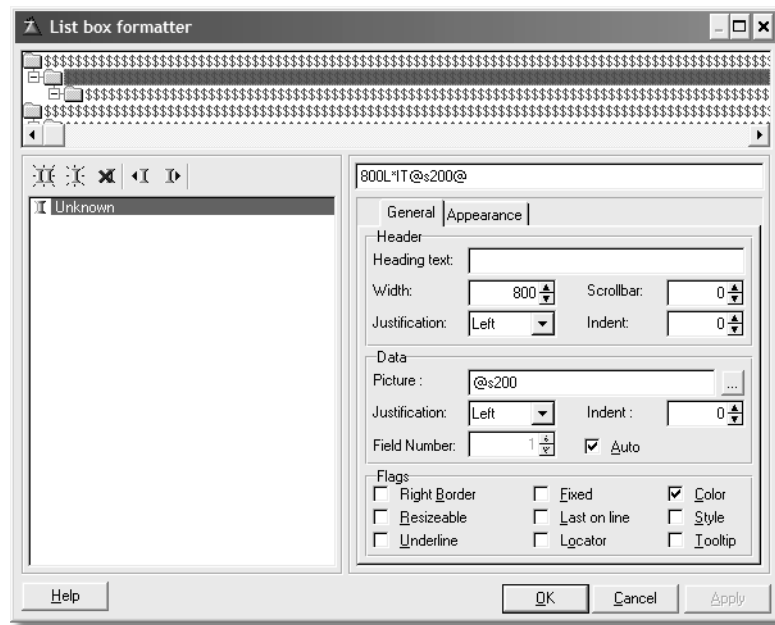 List box formatter
$$$$$$$$$$$$$$$$$$$$$$$$$$$$$$$$$$$$$$$$$$$$$$$$$$$$$$$$$$$$$$$$$$$$$$$$$$$$$$$$$$$$$$$$$$$$$$$$$$$$$$$$$$$$$$$$$$$$$$$$$$
$$$$$$$$$$$$$$$$$$$$$$$$$$$$$$$$$$$$$$$$$$$$$$$$$$$$$$$$$$$$$$$$$$$$$$$$$$$$$$$$$$$$$$$$$$$$$$$$$$$$$$$$$$$$$$$$$$$$$$
$$$$$$$$$$$$$$$$$$$$$$$$$$$$$$$$$$$$$$$$$$$$$$$$$$$$$$$$$$$$$$$$$$$$$$$$$$$$$$$$$$$$$$$$$$$$$$$$$$$$$$$$$$$$$$$$$$
$$$$$$$$$$$$$$$$$$$$$$$$$$$$$$$$$$$$$$$$$$$$$$$$$$$$$$$$$$$$$$$$$$$$$$$$$$$$$$$$$$$$$$$$$$$$$$$$$$$$$$$$$$$$$$$$$$$$$$$$$$
800L*IT@s200@
Unknown
General Appearance
Header
Heading text:
Width: 800 Scrollbar: 0
Justification: Left Indent: 0
Data
Picture : @s200 ...
Justification: Left Indent : 0
Field Number: 1 Auto
Flags
Right Border Fixed Color
Resizeable Last on line Style
Underline Locator Tooltip
Help OK Cancel Apply